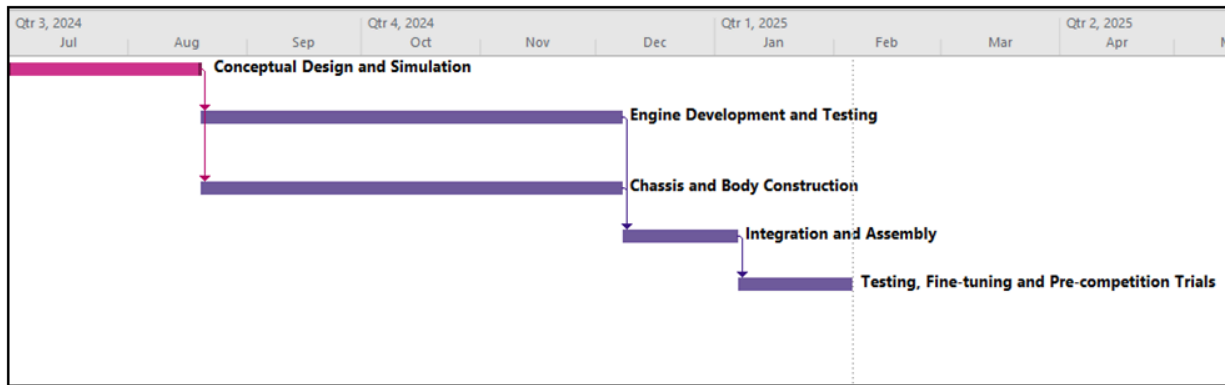 Qtr 3, 2024 Qtr 4, 2024 Qtr 1, 2025 Qtr 2, 2025
Jul Aug Sep Oct Nov Dec Jan Feb Mar Apr
Conceptual Design and Simulation
Engine Development and Testing
Chassis and Body Construction
Integration and Assembly
Testing, Fine-tuning and Pre-competition Trials